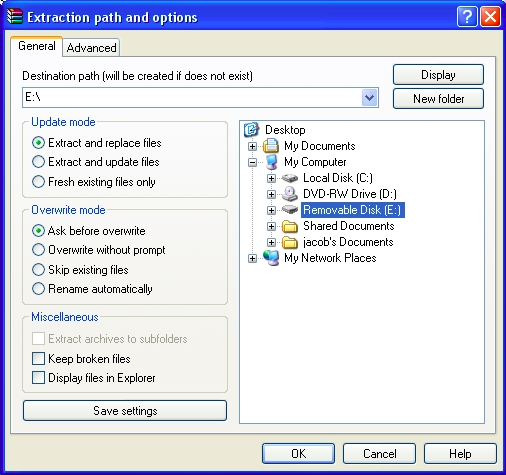 Extraction path and options
General
Advanced
Destination path (will be created if does not exist)
Display
E:\
New folder
Update mode
Extract and replace files
Extract and update files
Fresh existing files only
Overwrite mode
Ask before overwrite
Overwrite without prompt
Skip existing files
Rename automatically
Miscellaneous
Extract archives to subfolders
Keep broken files
Display files in Explorer
Save settings
Desktop
My Documents
My Computer
Local Disk (C:)
DVD-RW Drive (D:)
Removable Disk (E:)
Shared Documents
jacob's Documents
My Network Places
OK
Cancel
Help